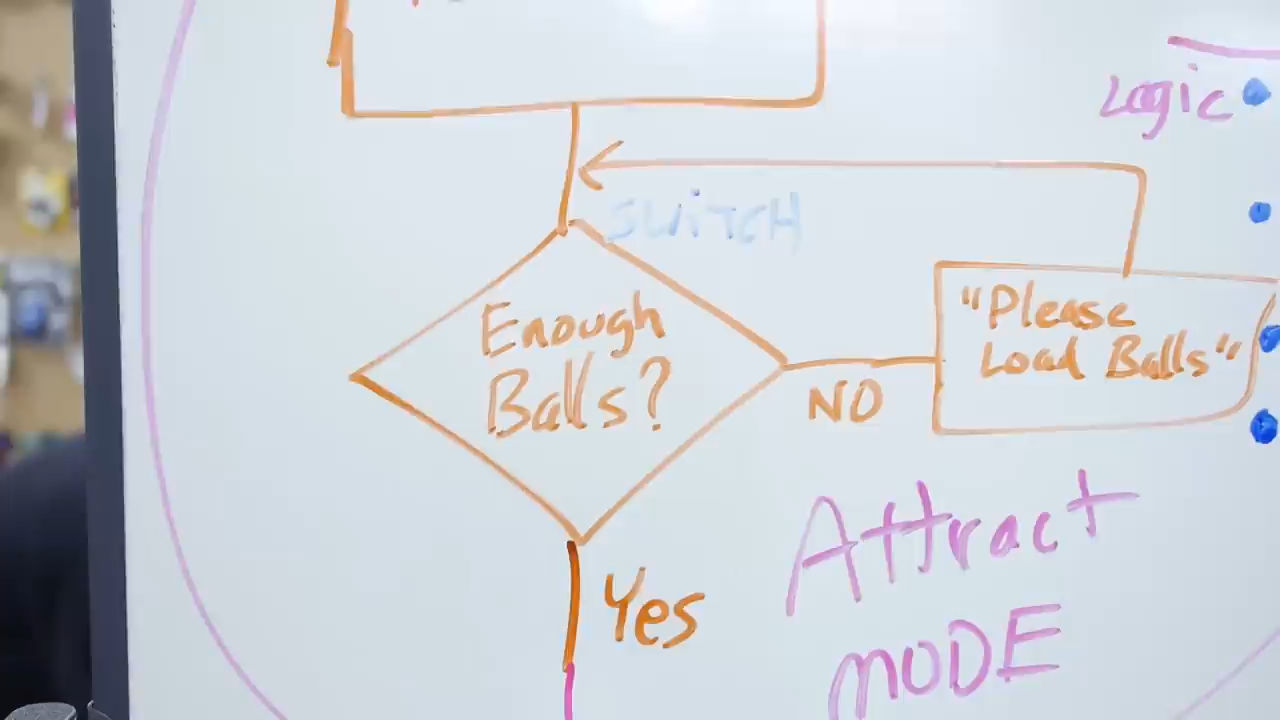 Logic
SWiTCH
Enough
Balls?
"Please
Load Balls"
NO
Attract
MODE
Yes